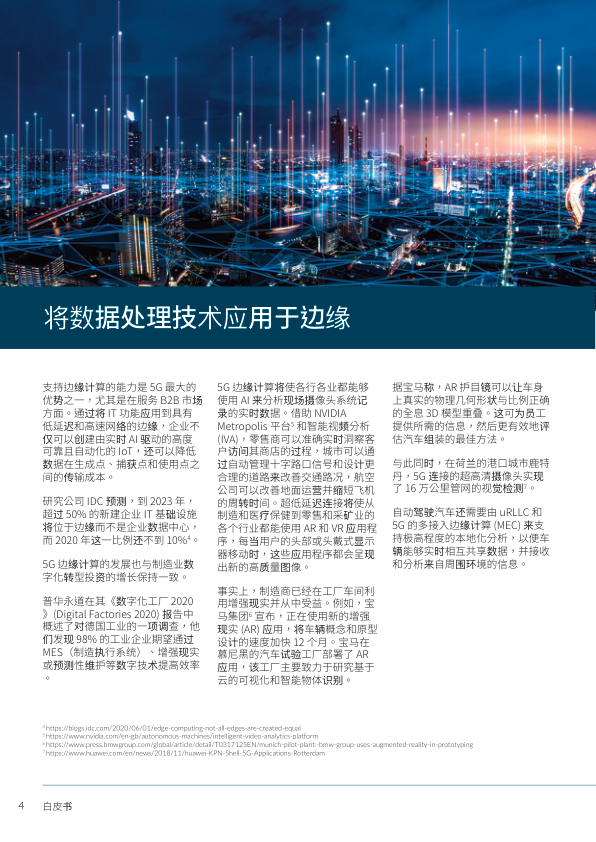 将数据处理技术应用于边缘
支持边缘计算的能力是 5G 最大的
优势之一，尤其是在服务 B2B 市场
方面。通过将 IT 功能应用到具有
低延迟和高速网络的边缘，企业不
仅可以创建由实时 AI 驱动的高度
可靠且自动化的 IoT，还可以降低
数据在生成点、捕获点和使用点之
间的传输成本。
研究公司 IDC 预测，到 2023 年，
超过 50% 的新建企业 IT 基础设施
将位于边缘而不是企业数据中心，
而 2020 年这一比例还不到 10%⁴。
5G 边缘计算的发展也与制造业数
字化转型投资的增长保持一致。
普华永道在其《数字化工厂 2020
》(Digital Factories 2020) 报告中
概述了对德国工业的一项调查，他
们发现 98% 的工业企业期望通过
MES（制造执行系统）、增强现实
或预测性维护等数字技术提高效率
。
5G 边缘计算将使各行各业都能够
使用 AI 来分析现场摄像头系统记
录的实时数据。借助 NVIDIA
Metropolis 平台⁵ 和智能视频分析
(IVA)，零售商可以准确实时洞察客
户访问其商店的过程，城市可以通
过自动管理十字路口信号和设计更
合理的道路来改善交通路况，航空
公司可以改善地面运营并缩短飞机
的周转时间。超低延迟连接将使从
制造和医疗保健到零售和采矿业的
各个行业都能使用 AR 和 VR 应用程
序，每当用户的头部或头戴式显示
器移动时，这些应用程序都会呈现
出新的高质量图像。
事实上，制造商已经在工厂车间利
用增强现实并从中受益。例如，宝
马集团⁶ 宣布，正在使用新的增强
现实 (AR) 应用，将车辆概念和原型
设计的速度加快 12 个月。宝马在
慕尼黑的汽车试验工厂部署了 AR
应用，该工厂主要致力于研究基于
云的可视化和智能物体识别。
据宝马称，AR 护目镜可以让车身
上真实的物理几何形状与比例正确
的全息 3D 模型重叠。这可为员工
提供所需的信息，然后更有效地评
估汽车组装的最佳方法。
与此同时，在荷兰的港口城市鹿特
丹，5G 连接的超高清摄像头实现
了 16 万公里管网的视觉检测⁷。
自动驾驶汽车还需要由 uRLLC 和
5G 的多接入边缘计算 (MEC) 来支
持极高程度的本地化分析，以便车
辆能够实时相互共享数据，并接收
和分析来自周围环境的信息。
⁴ https://blogs.idc.com/2020/06/01/edge-computing-not-all-edges-are-created-equal
⁵ https://www.nvidia.com/en-gb/autonomous-machines/intelligent-video-analytics-platform
⁶ https://www.press.bmwgroup.com/global/article/detail/T0317125EN/munich-pilot-plant:-bmw-group-uses-augmented-reality-in-prototyping
⁷ https://www.huawei.com/en/news/2018/11/huawei-KPN-Shell-5G-Applications-Rotterdam
4 白皮书